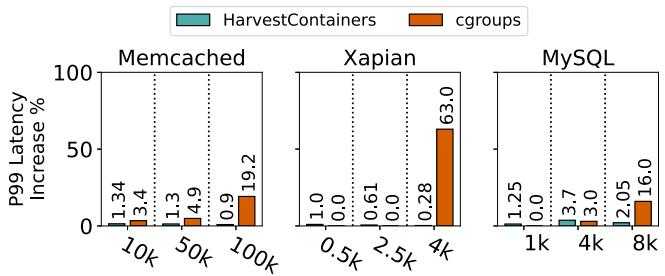 HarvestContainers cgroups
Memcached Xapian MySQL
P99 Latency
Increase %
100
50
0
1.34 3.4 1.3 4.9 0.9 19.2
1.0 0.0 0.61 0.0 0.28 63.0
1.25 0.0 3.7 3.0 2.05 16.0
10k 50k 100k
0.5k 2.5k 4k
1k 4k 8k